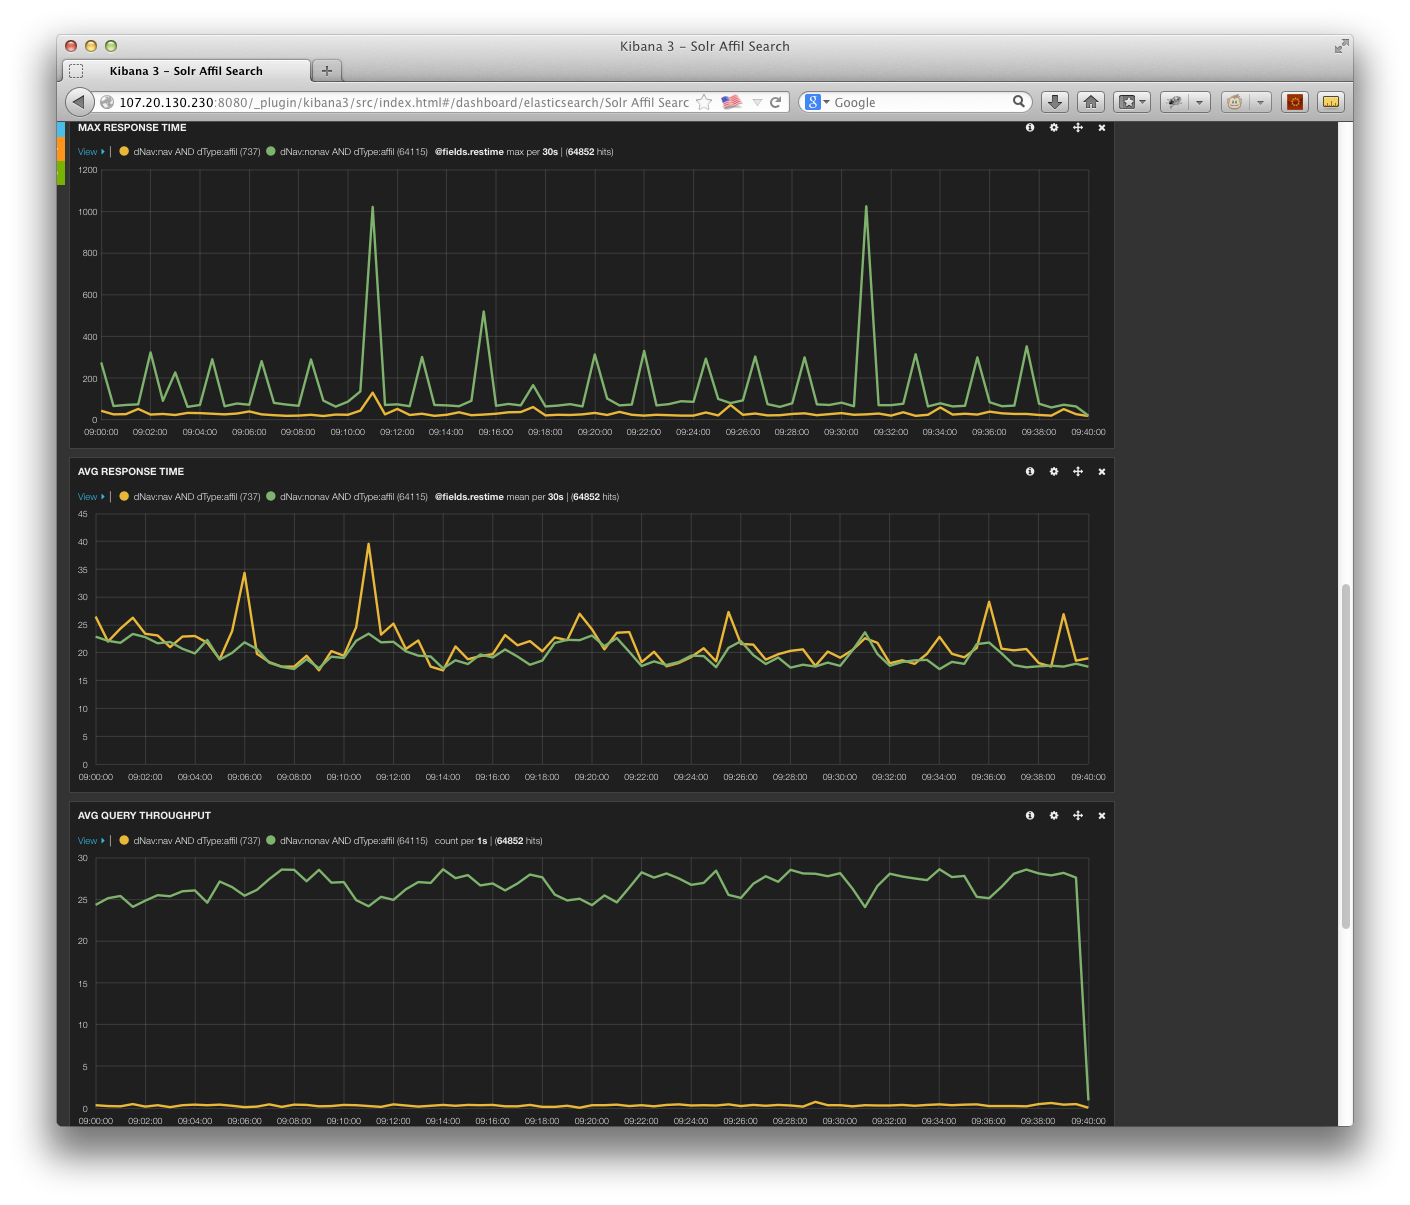 Kibana 3 – Solr Affil Search
Kibana 3 – Solr Affil Search
107.20.130.230:8080/_plugin/kibana3/src/index.html#/dashboard/elasticsearch/Solr Affil Searc
Google
MAX RESPONSE TIME
View | dNav:nav AND dType:affil (737) dNav:nonav AND dType:affil (64115) @fields.restime max per 30s | (64852 hits)
1200
1000
800
600
400
200
0
09:00:00 09:02:00 09:04:00 09:06:00 09:08:00 09:10:00 09:12:00 09:14:00 09:16:00 09:18:00 09:20:00 09:22:00 09:24:00 09:26:00 09:28:00 09:30:00 09:32:00 09:34:00 09:36:00 09:38:00 09:40:00
AVG RESPONSE TIME
View | dNav:nav AND dType:affil (737) dNav:nonav AND dType:affil (64115) @fields.restime mean per 30s | (64852 hits)
45
40
35
30
25
20
15
10
5
0
09:00:00 09:02:00 09:04:00 09:06:00 09:08:00 09:10:00 09:12:00 09:14:00 09:16:00 09:18:00 09:20:00 09:22:00 09:24:00 09:26:00 09:28:00 09:30:00 09:32:00 09:34:00 09:36:00 09:38:00 09:40:00
AVG QUERY THROUGHPUT
View | dNav:nav AND dType:affil (737) dNav:nonav AND dType:affil (64115) count per 1s | (64852 hits)
30
25
20
15
10
5
0
09:00:00 09:02:00 09:04:00 09:06:00 09:08:00 09:10:00 09:12:00 09:14:00 09:16:00 09:18:00 09:20:00 09:22:00 09:24:00 09:26:00 09:28:00 09:30:00 09:32:00 09:34:00 09:36:00 09:38:00 09:40:00